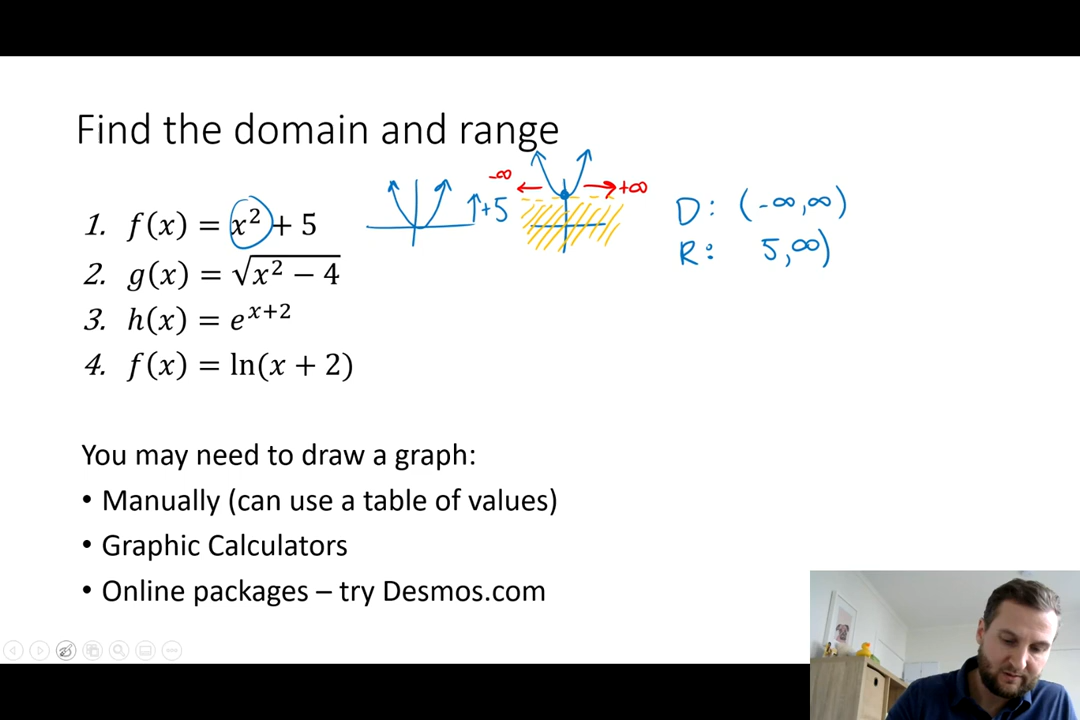 Find the domain and range
1. f(x) = x² + 5
↑+5
-∞
+∞
D: (-∞,∞)
R: 5,∞)
2. g(x) = √(x² − 4)
3. h(x) = eˣ⁺²
4. f(x) = ln(x + 2)
You may need to draw a graph:
• Manually (can use a table of values)
• Graphic Calculators
• Online packages – try Desmos.com